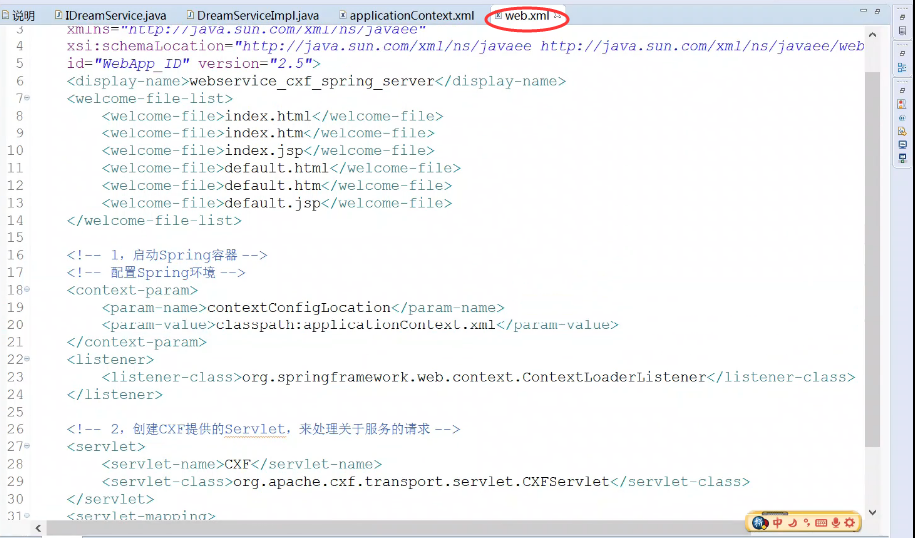 说明 IDreamService.java DreamServiceImpl.java applicationContext.xml web.xml
3 xmlns="http://java.sun.com/xml/ns/javaee"
4 xsi:schemaLocation="http://java.sun.com/xml/ns/javaee http://java.sun.com/xml/ns/javaee/web
5 id="WebApp_ID" version="2.5">
6 <display-name>webservice_cxf_spring_server</display-name>
7 <welcome-file-list>
8 <welcome-file>index.html</welcome-file>
9 <welcome-file>index.htm</welcome-file>
10 <welcome-file>index.jsp</welcome-file>
11 <welcome-file>default.html</welcome-file>
12 <welcome-file>default.htm</welcome-file>
13 <welcome-file>default.jsp</welcome-file>
14 </welcome-file-list>
15
16 <!-- 1，启动Spring容器 -->
17 <!-- 配置Spring环境 -->
18 <context-param>
19 <param-name>contextConfigLocation</param-name>
20 <param-value>classpath:applicationContext.xml</param-value>
21 </context-param>
22 <listener>
23 <listener-class>org.springframework.web.context.ContextLoaderListener</listener-class>
24 </listener>
25
26 <!-- 2，创建CXF提供的Servlet，来处理关于服务的请求 -->
27 <servlet>
28 <servlet-name>CXF</servlet-name>
29 <servlet-class>org.apache.cxf.transport.servlet.CXFServlet</servlet-class>
30 </servlet>
31 <servlet-mapping>
中